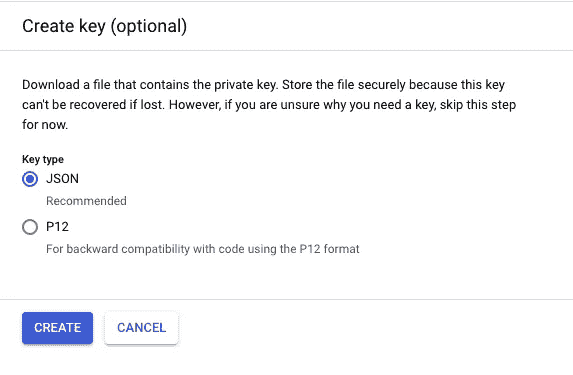 Create key (optional)
Download a file that contains the private key. Store the file securely because this key
can't be recovered if lost. However, if you are unsure why you need a key, skip this step
for now.
Key type
JSON
Recommended
P12
For backward compatibility with code using the P12 format
CREATE CANCEL